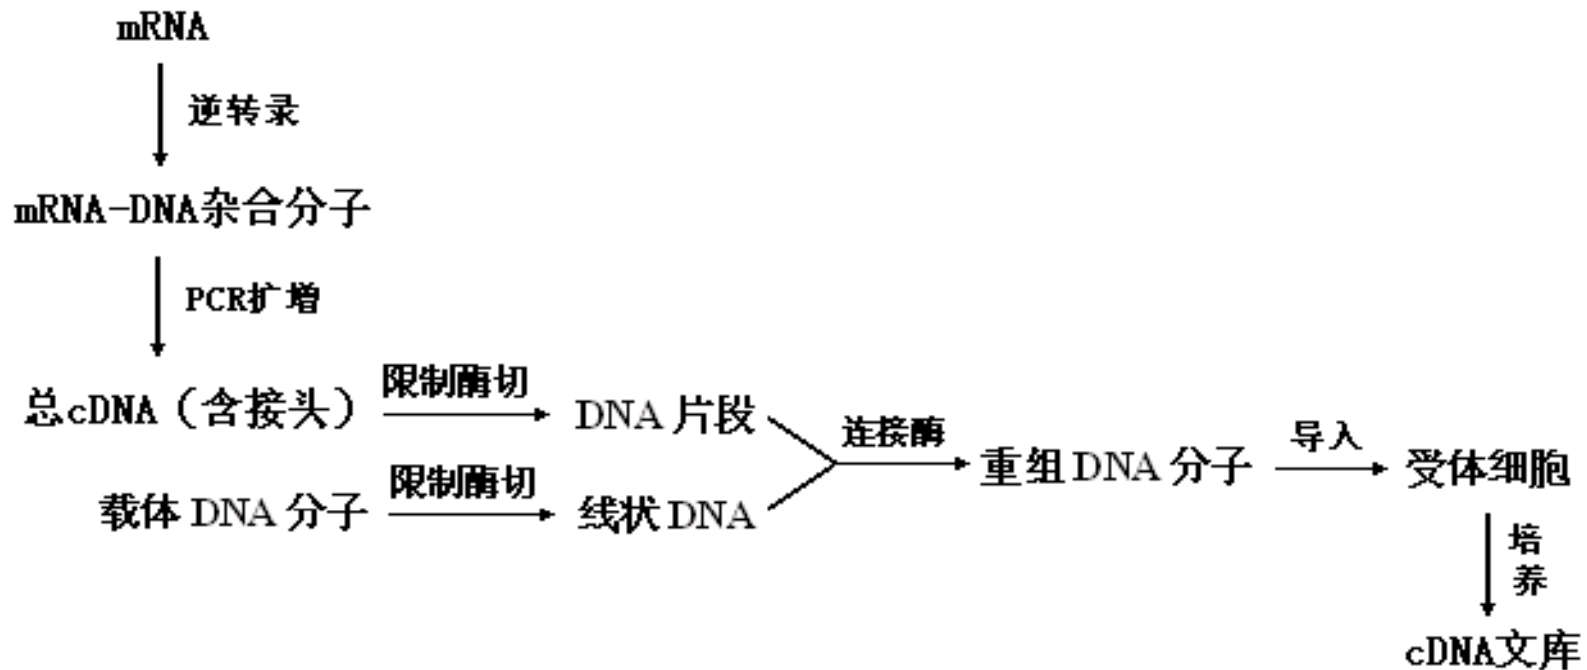 mRNA
逆转录
mRNA-DNA杂合分子
PCR扩增
总cDNA（含接头）
限制酶切
DNA 片段
载体 DNA 分子
限制酶切
线状 DNA
连接酶
重组 DNA 分子
导入
受体细胞
培
养
cDNA文库